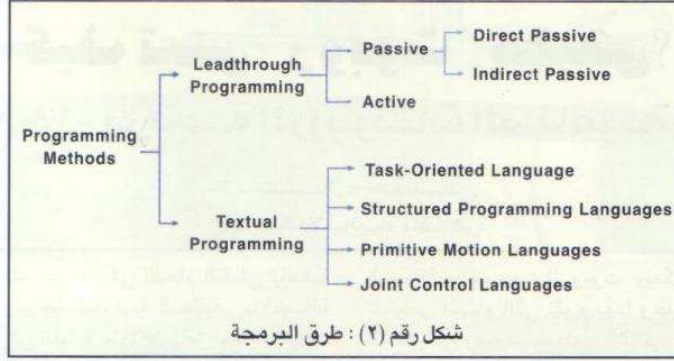 Direct Passive
Passive
Leadthrough
Programming
Indirect Passive
Active
Programming
Methods
Task-Oriented Language
Structured Programming Languages
Textual
Programming
Primitive Motion Languages
Joint Control Languages
شكل رقم (٢) : طرق البرمجة